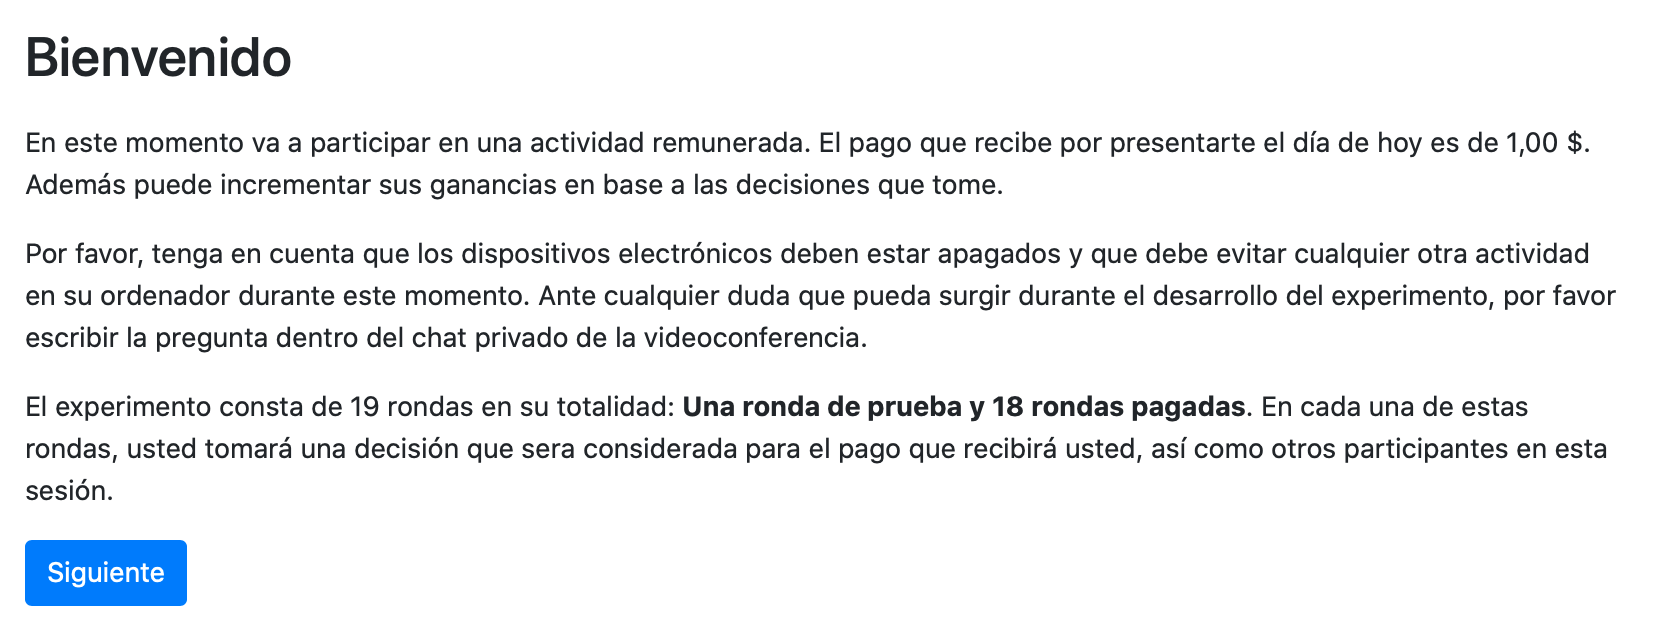 Bienvenido
En este momento va a participar en una actividad remunerada. El pago que recibe por presentarte el día de hoy es de 1,00 $.
Además puede incrementar sus ganancias en base a las decisiones que tome.
Por favor, tenga en cuenta que los dispositivos electrónicos deben estar apagados y que debe evitar cualquier otra actividad
en su ordenador durante este momento. Ante cualquier duda que pueda surgir durante el desarrollo del experimento, por favor
escribir la pregunta dentro del chat privado de la videoconferencia.
El experimento consta de 19 rondas en su totalidad: Una ronda de prueba y 18 rondas pagadas. En cada una de estas
rondas, usted tomará una decisión que sera considerada para el pago que recibirá usted, así como otros participantes en esta
sesión.
Siguiente